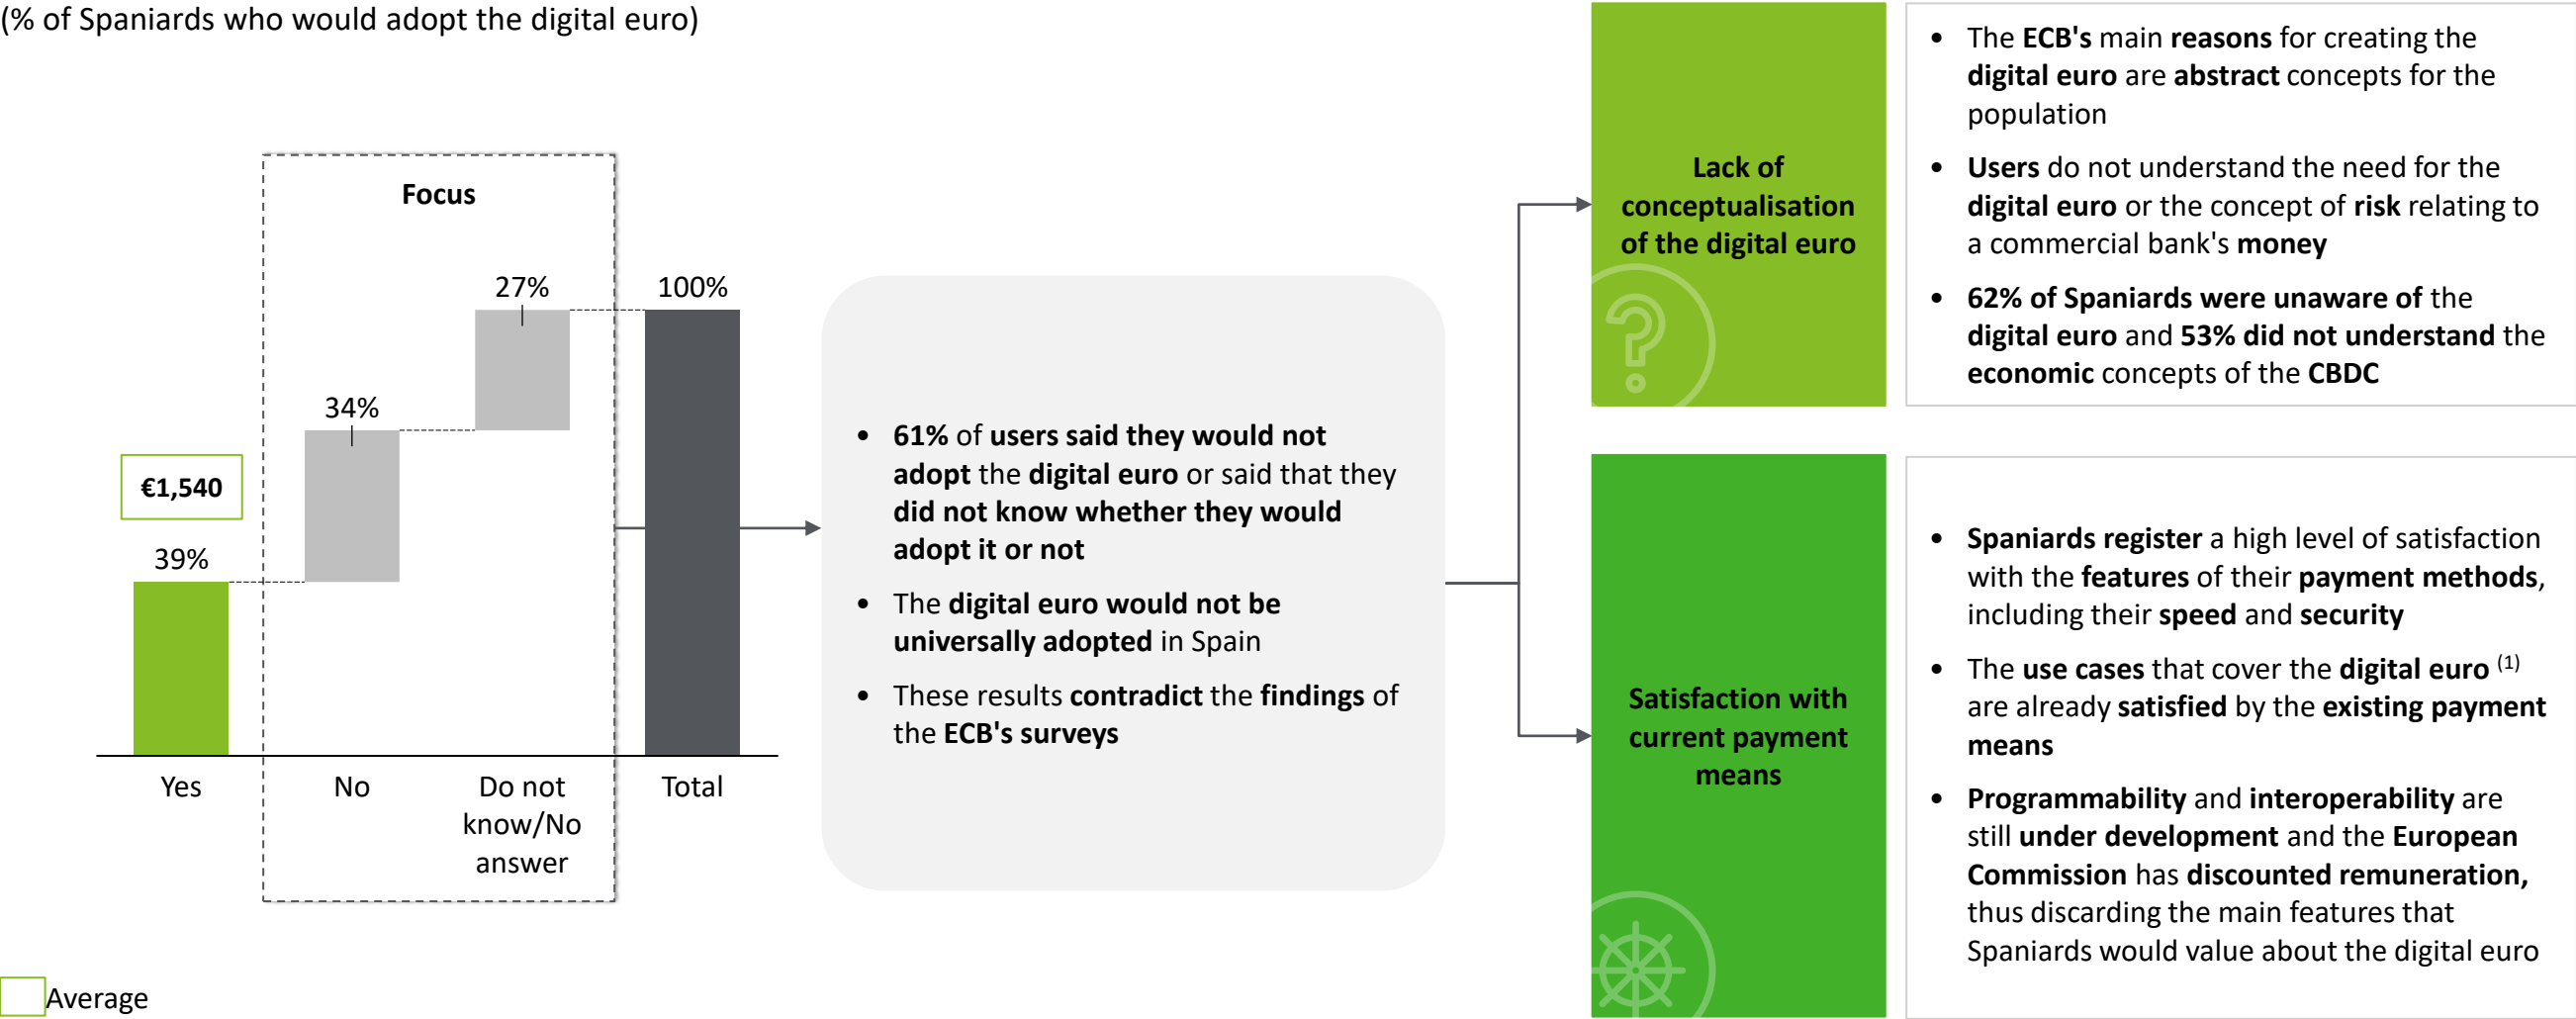 (% of Spaniards who would adopt the digital euro)
Focus
€1,540
39%
34%
27%
100%
Yes
No
Do not
know/No
answer
Total
Average
• 61% of users said they would not
adopt the digital euro or said that they
did not know whether they would
adopt it or not
• The digital euro would not be
universally adopted in Spain
• These results contradict the findings of
the ECB's surveys
Lack of
conceptualisation
of the digital euro
• The ECB's main reasons for creating the
digital euro are abstract concepts for the
population
• Users do not understand the need for the
digital euro or the concept of risk relating to
a commercial bank's money
• 62% of Spaniards were unaware of the
digital euro and 53% did not understand the
economic concepts of the CBDC
Satisfaction with
current payment
means
• Spaniards register a high level of satisfaction
with the features of their payment methods,
including their speed and security
• The use cases that cover the digital euro (1)
are already satisfied by the existing payment
means
• Programmability and interoperability are
still under development and the European
Commission has discounted remuneration,
thus discarding the main features that
Spaniards would value about the digital euro